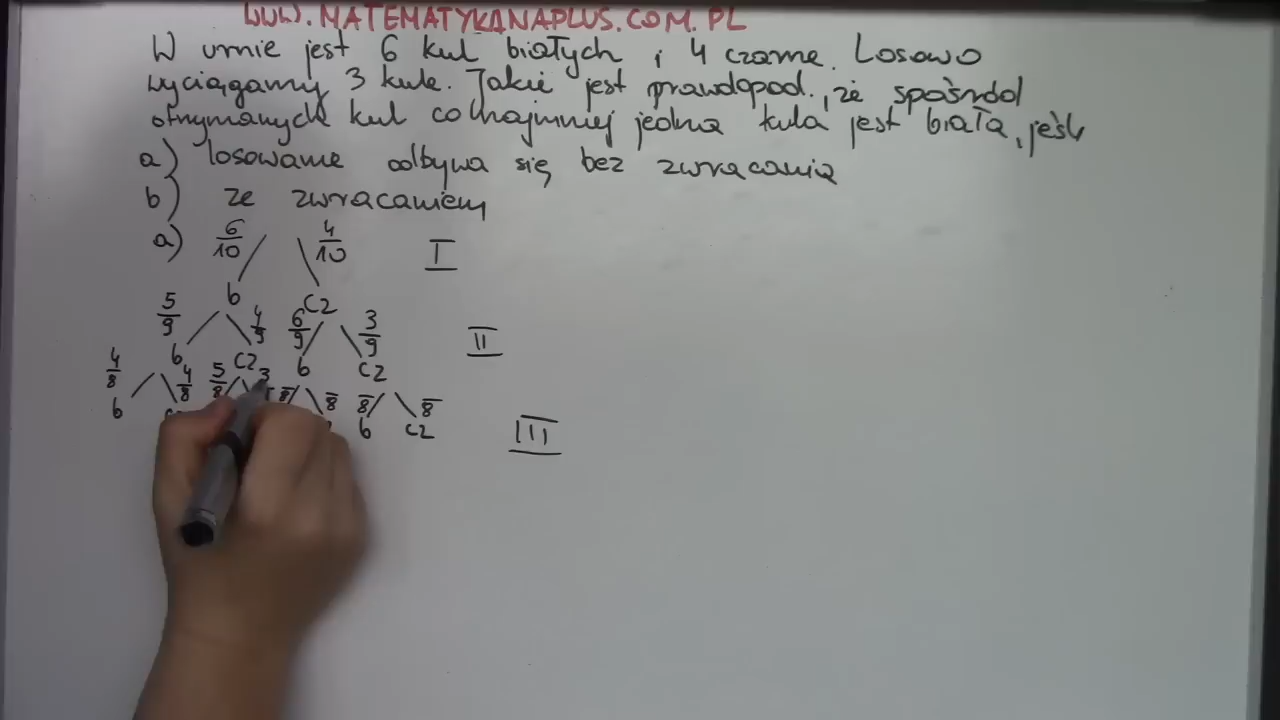 WWW.MATEMATYKANAPLUS.COM.PL
W urnie jest 6 kul białych i 4 czarne. Losowo
wyciągamy 3 kule. Jakie jest prawdopod., że spośród
otrzymanych kul co najmniej jedna kula jest biała, jeśli
a) losowanie odbywa się bez zwracania
b) ze zwracaniem
a) 6/10 4/10 I
b cz
5/9 4/9 6/9 3/9 II
b cz b cz
4/8 4/8 5/8 3 /8 /8 /8 /8
b b cz III